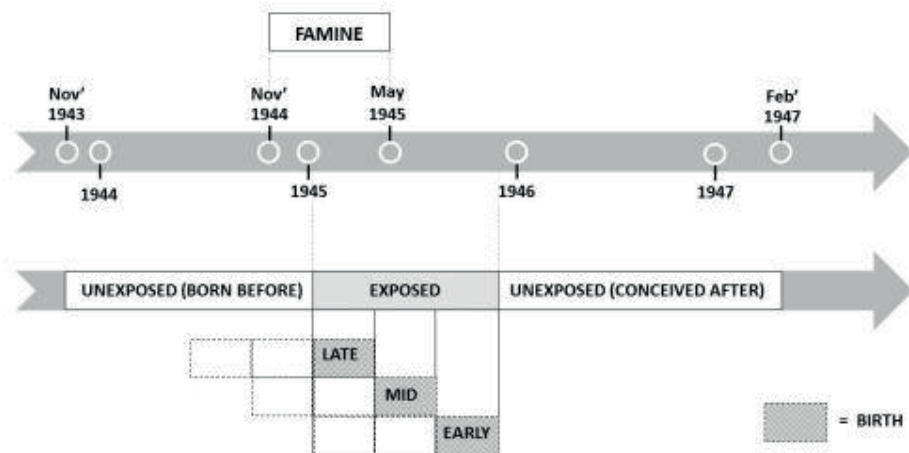 FAMINE
Nov'
1943
Nov'
1944
May
1945
Feb'
1947
1944
1945
1946
1947
UNEXPOSED (BORN BEFORE)
EXPOSED
UNEXPOSED (CONCEIVED AFTER)
LATE
MID
EARLY
= BIRTH